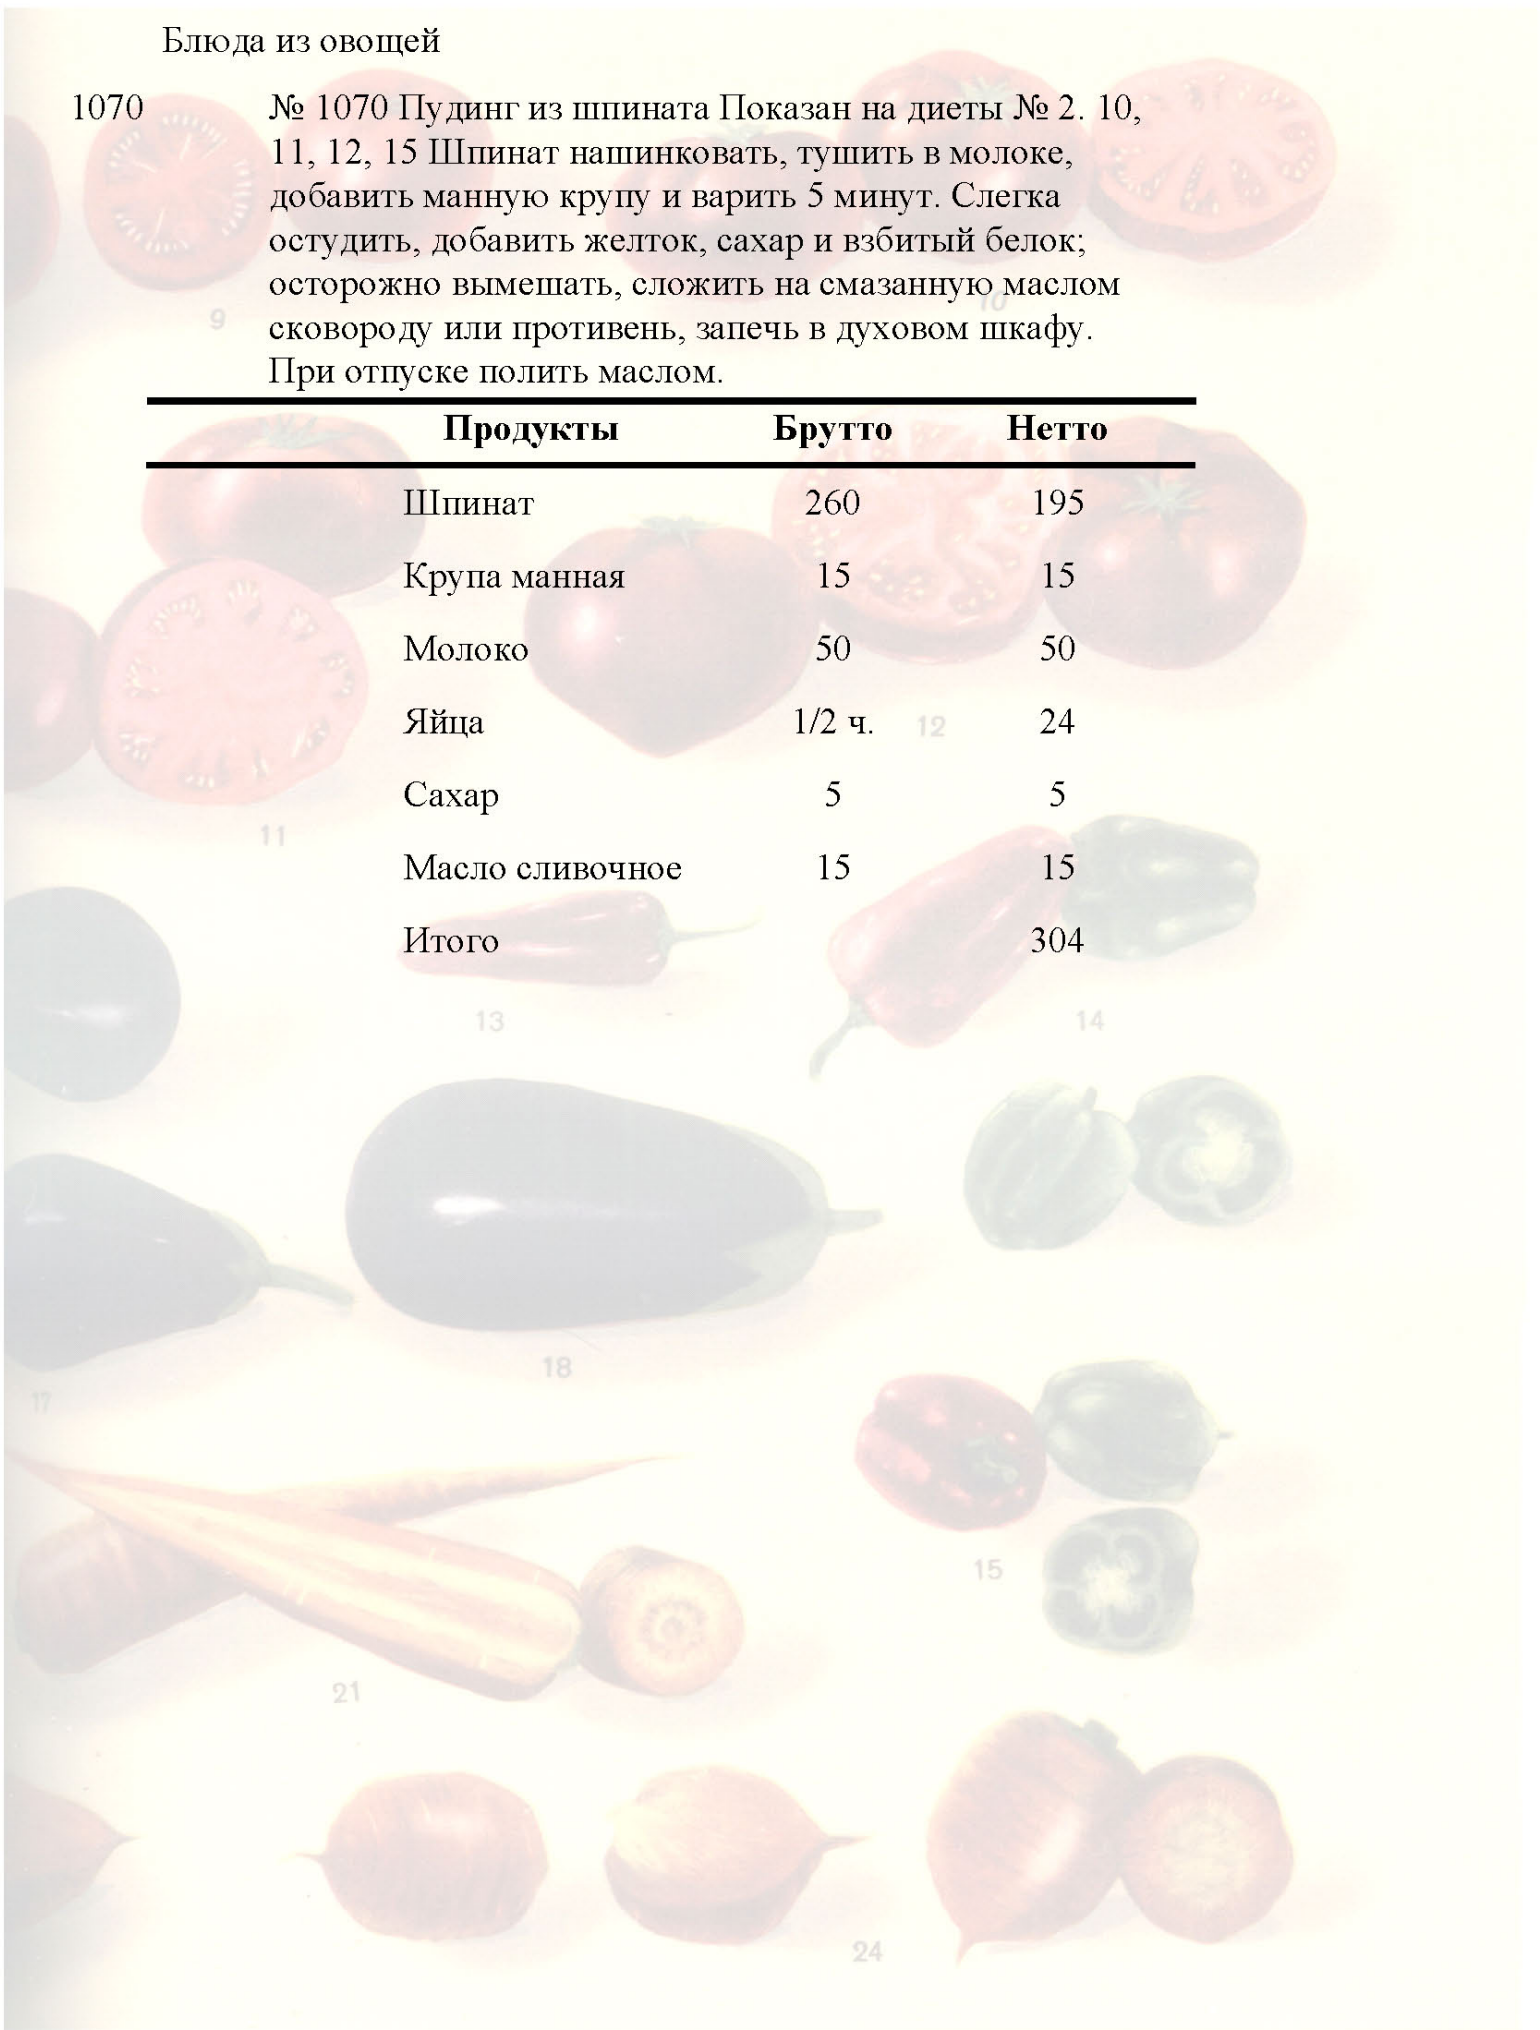 Блюда из овощей
1070 № 1070 Пудинг из шпината Показан на диеты № 2. 10,
11, 12, 15 Шпинат нашинковать, тушить в молоке,
добавить манную крупу и варить 5 минут. Слегка
остудить, добавить желток, сахар и взбитый белок;
осторожно вымешать, сложить на смазанную маслом
сковороду или противень, запечь в духовом шкафу.
При отпуске полить маслом.
Продукты Брутто Нетто
Шпинат 260 195
Крупа манная 15 15
Молоко 50 50
Яйца 1/2 ч. 24
Сахар 5 5
Масло сливочное 15 15
Итого 304
9
10
12
11
13
14
18
17
15
21
24